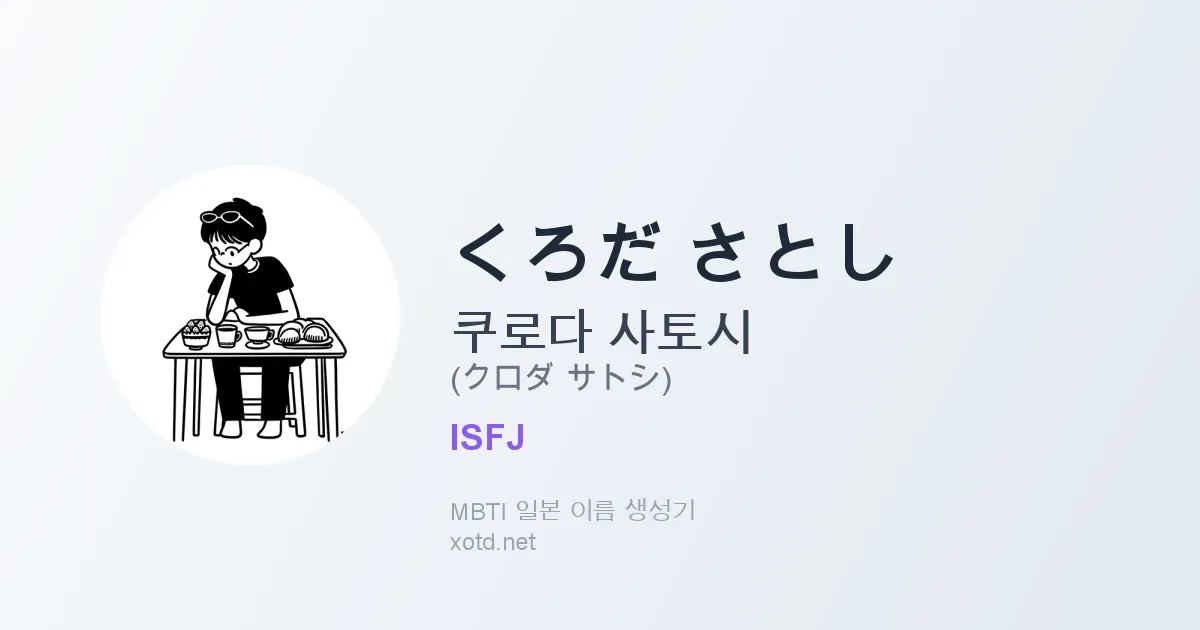 くろだ さとし
쿠로다 사토시
(クロダ サトシ)
ISFJ
MBTI 일본 이름 생성기
xotd.net